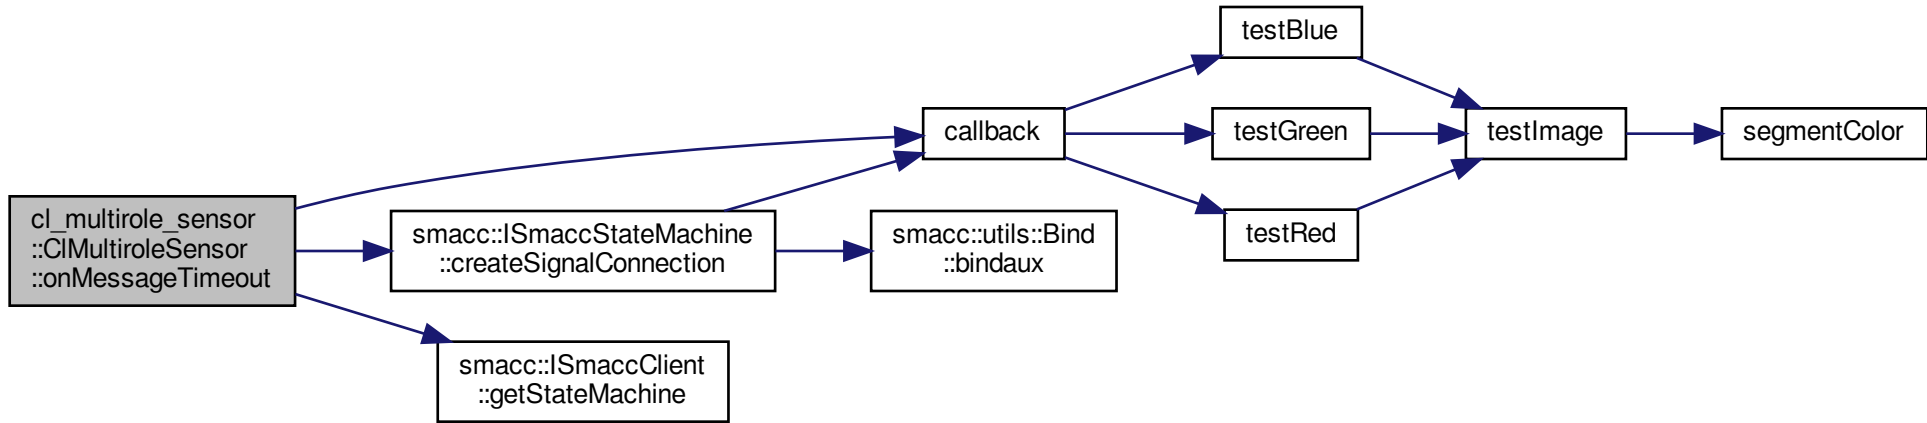 cl_multirole_sensor
::ClMultiroleSensor
::onMessageTimeout
callback
smacc::ISmaccStateMachine
::createSignalConnection
smacc::ISmaccClient
::getStateMachine
testBlue
testGreen
testRed
smacc::utils::Bind
::bindaux
testImage
segmentColor